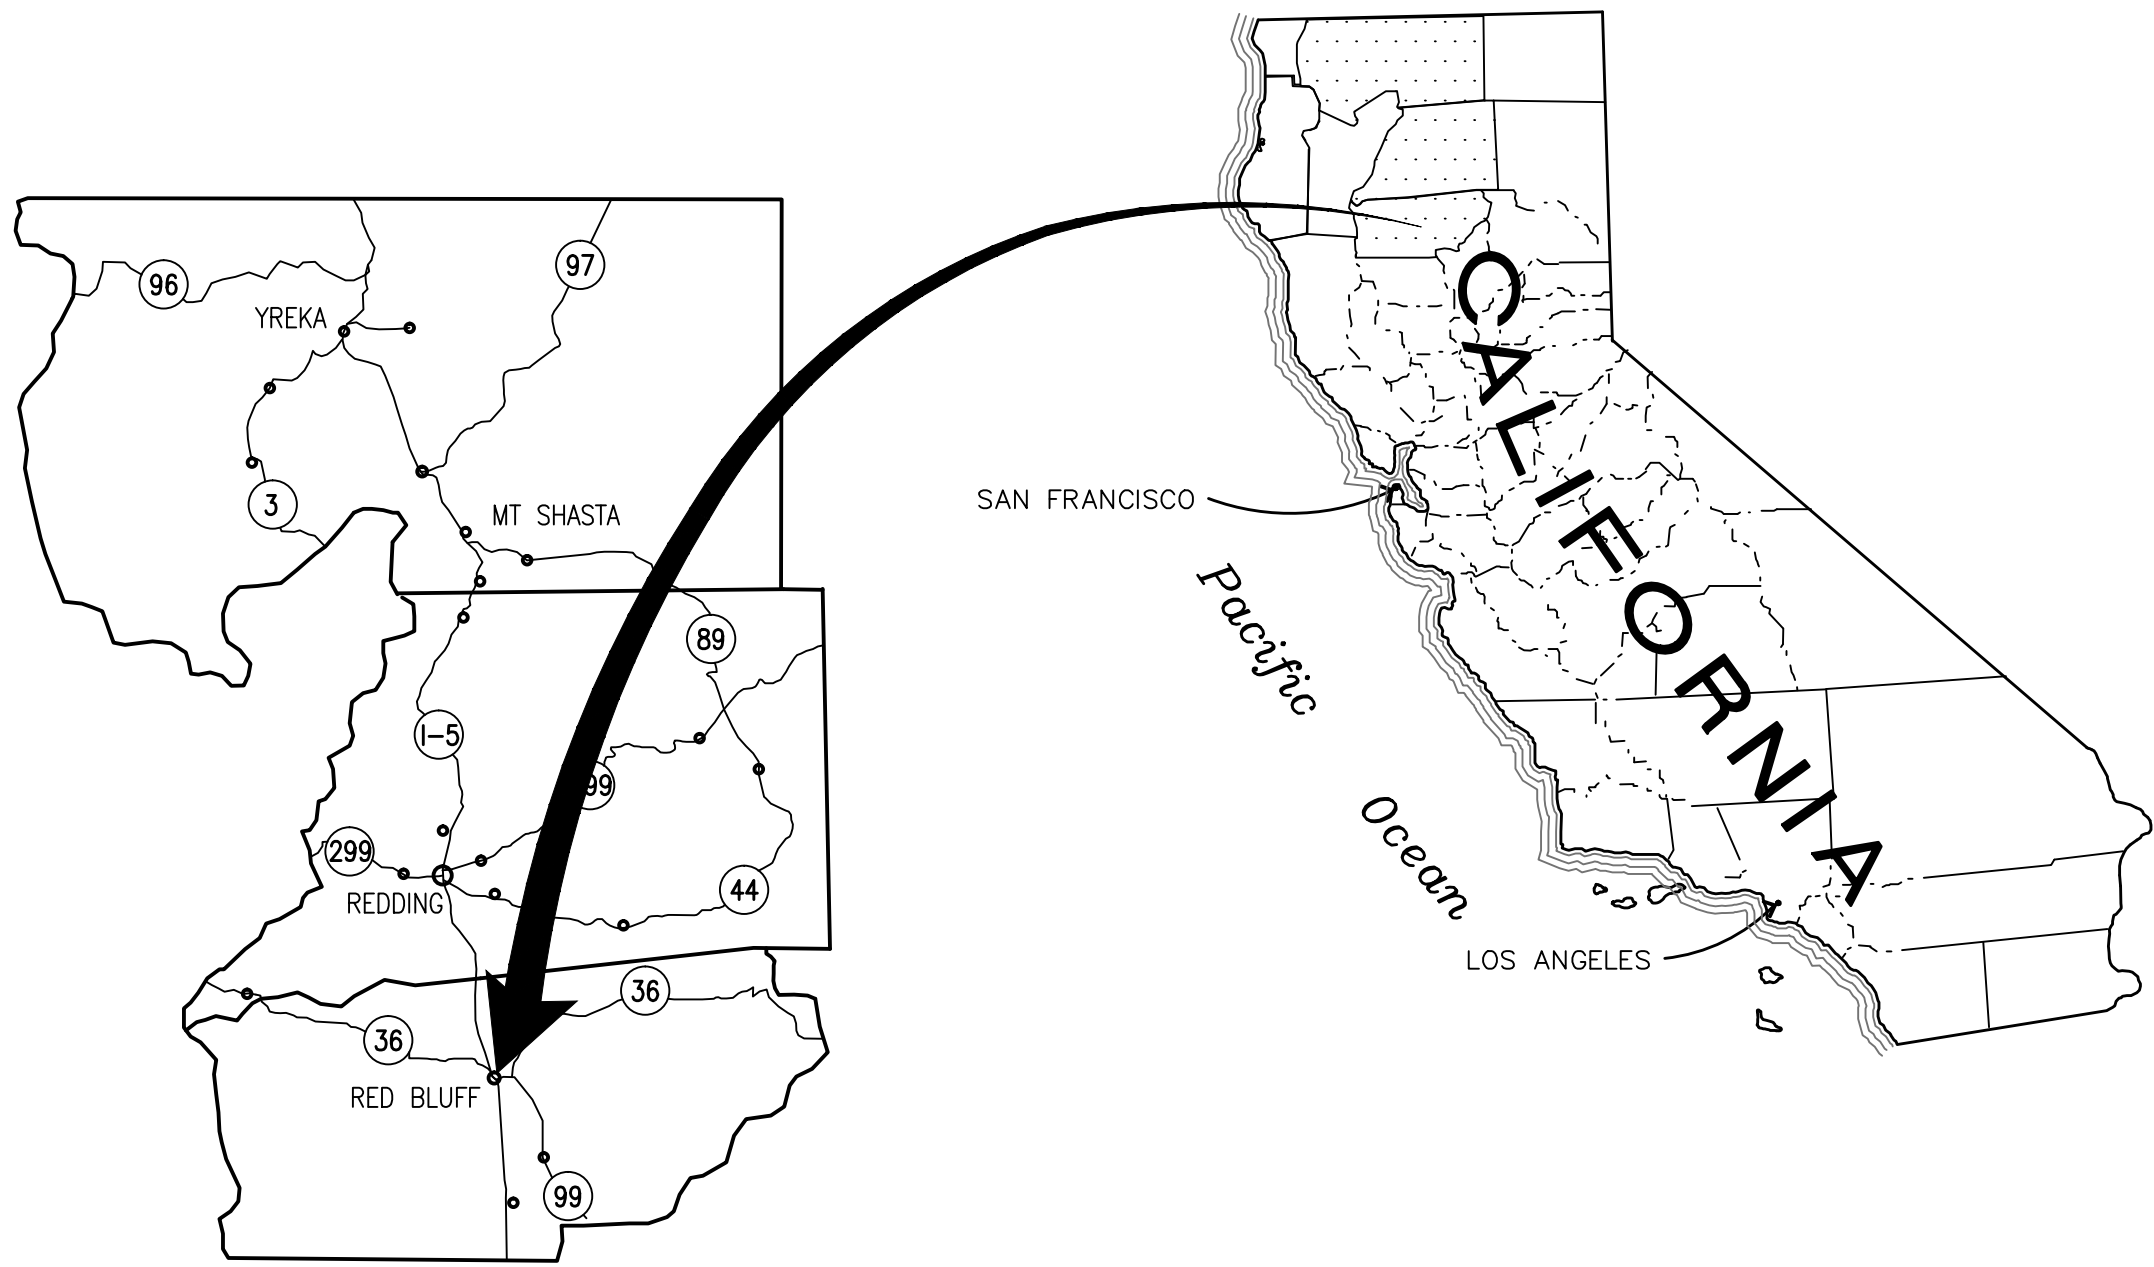 96
97
YREKA
3
MT SHASTA
89
I-5
99
299
REDDING
44
36
36
RED BLUFF
99
CALIFORNIA
SAN FRANCISCO
Pacific
Ocean
LOS ANGELES